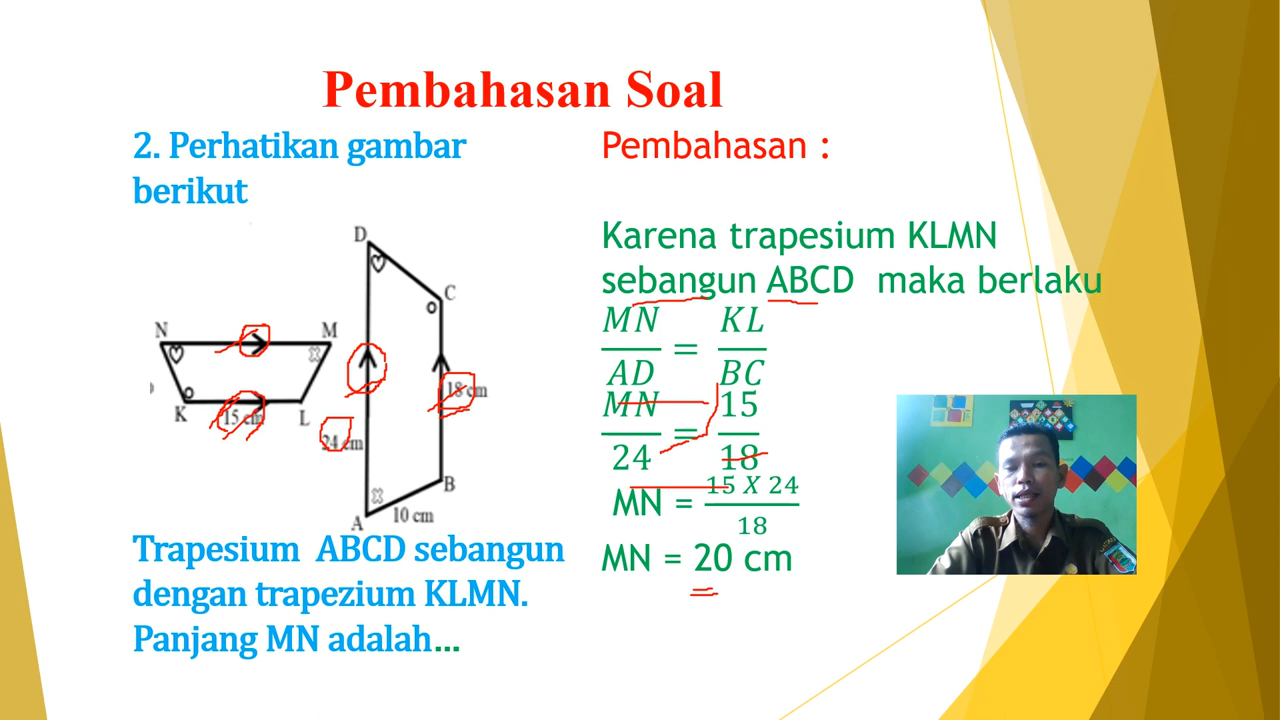 Pembahasan Soal
2. Perhatikan gambar
berikut
D
C
N
M
K
15 cm
L
24 cm
18 cm
B
A
10 cm
Trapesium ABCD sebangun
dengan trapezium KLMN.
Panjang MN adalah...
Pembahasan :
Karena trapesium KLMN
sebangun ABCD maka berlaku
MN/AD = KL/BC
MN/24 = 15/18
MN = 15 X 24/18
MN = 20 cm